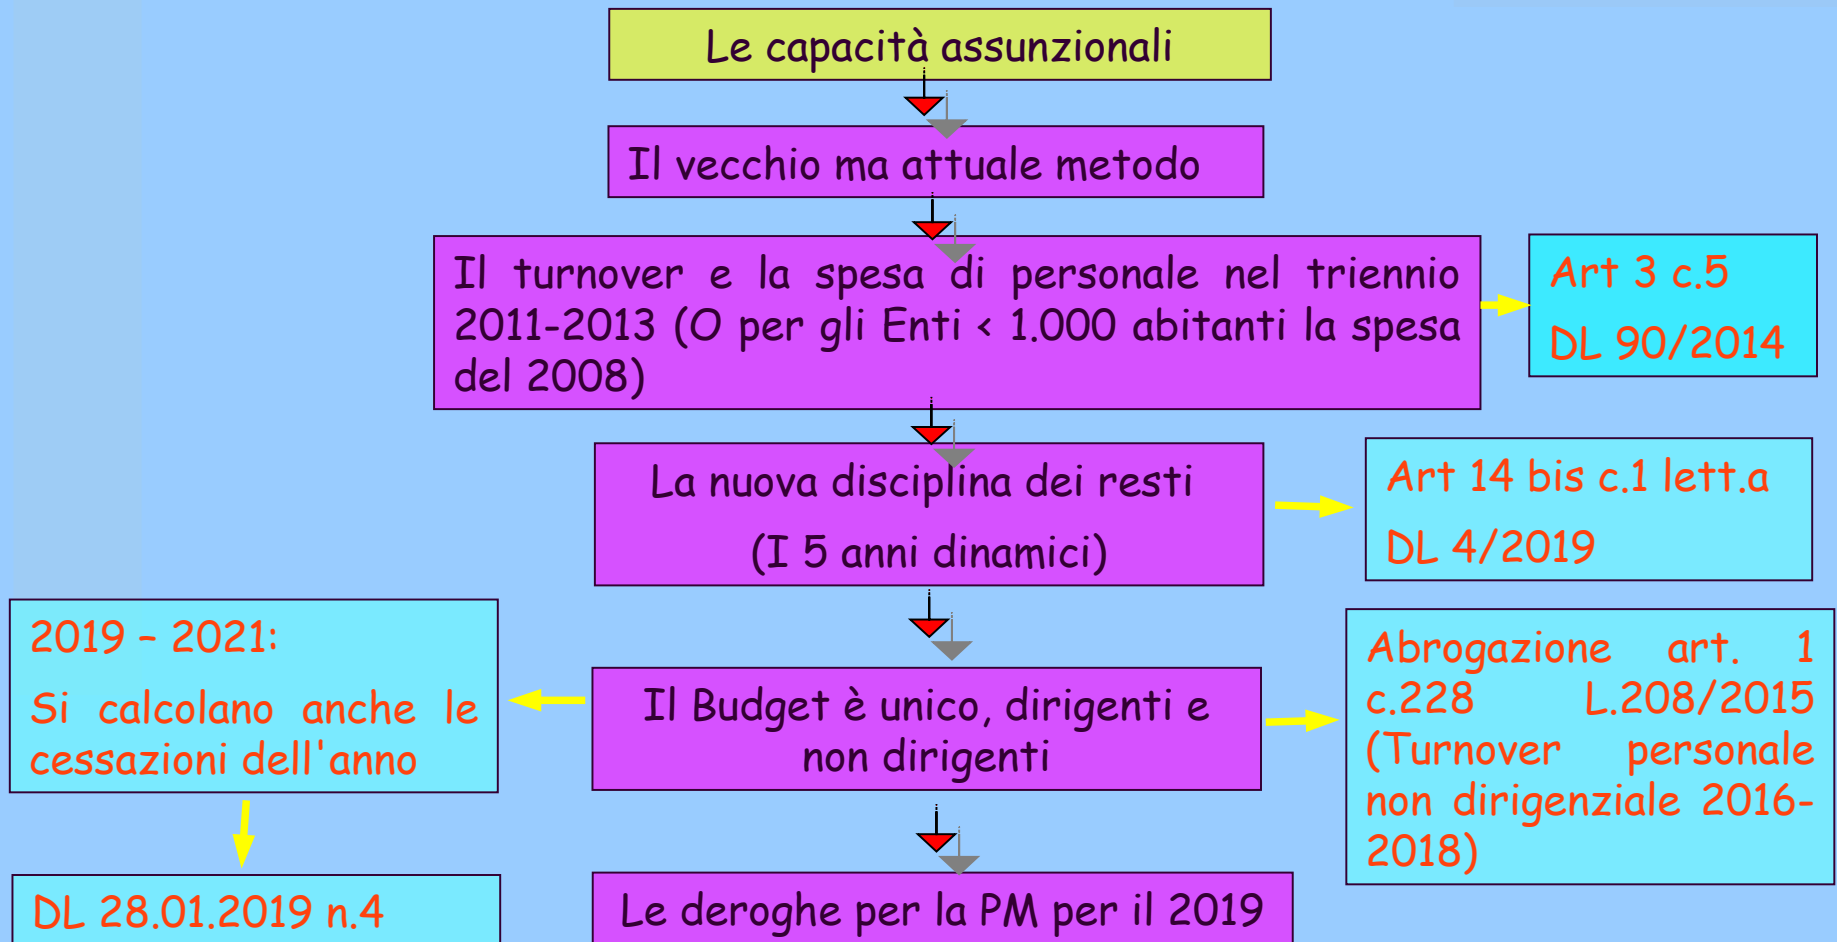 Le capacità assunzionali
Il vecchio ma attuale metodo
Il turnover e la spesa di personale nel triennio
2011-2013 (O per gli Enti < 1.000 abitanti la spesa
del 2008)
Art 3 c.5
DL 90/2014
La nuova disciplina dei resti
(I 5 anni dinamici)
Art 14 bis c.1 lett.a
DL 4/2019
2019 – 2021:
Si calcolano anche le
cessazioni dell'anno
Il Budget è unico, dirigenti e
non dirigenti
Abrogazione art. 1
c.228 L.208/2015
(Turnover personale
non dirigenziale 2016-
2018)
DL 28.01.2019 n.4
Le deroghe per la PM per il 2019